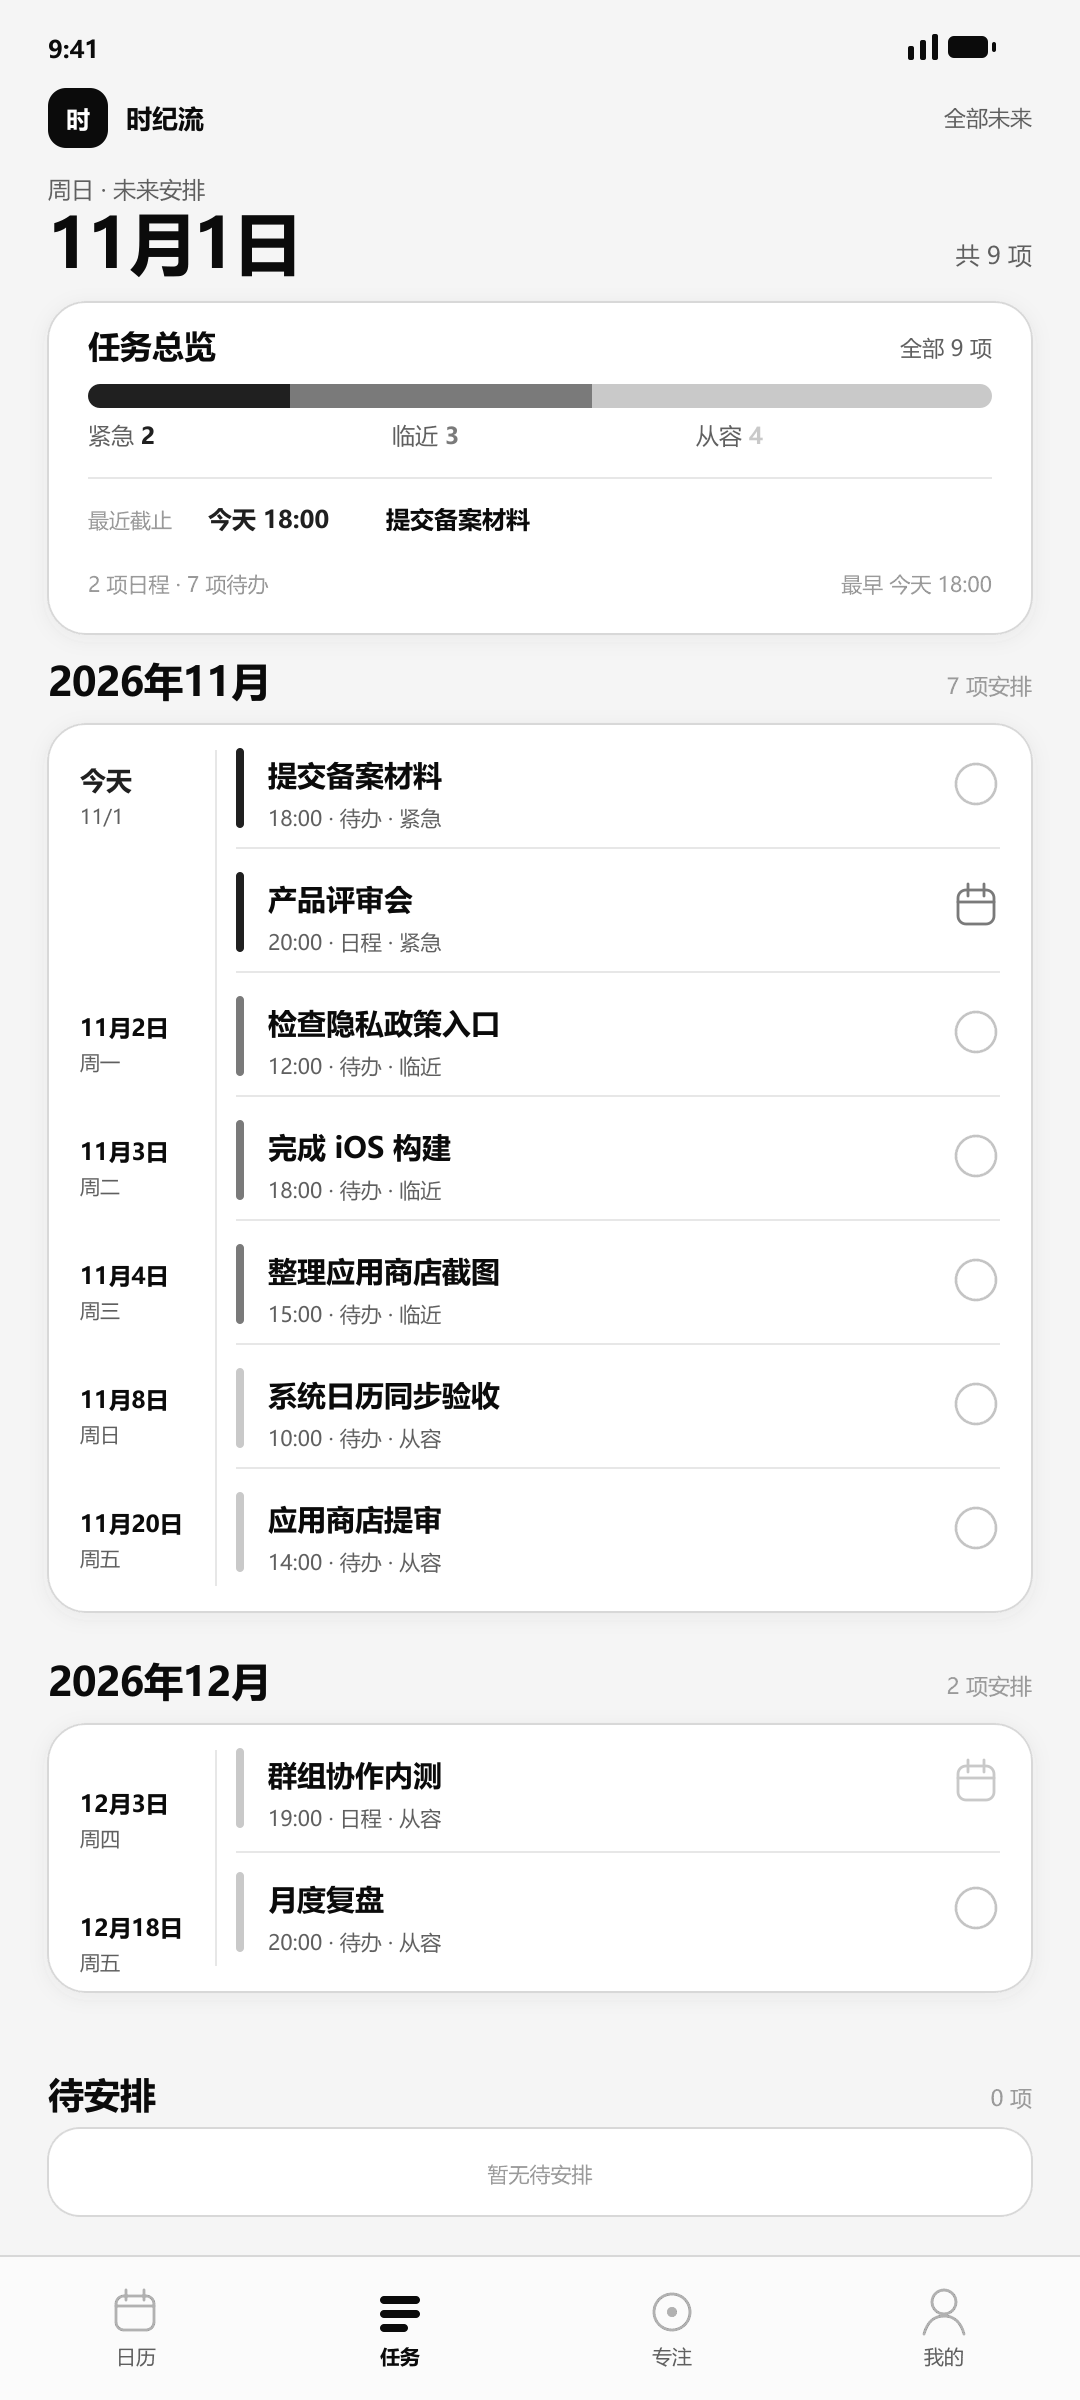 9:41
时 时纪流 全部未来
周日 · 未来安排
11月1日 共 9 项
任务总览 全部 9 项
紧急 2 临近 3 从容 4
最近截止 今天 18:00 提交备案材料
2 项日程 · 7 项待办 最早 今天 18:00
2026年11月 7 项安排
今天 提交备案材料
11/1 18:00 · 待办 · 紧急
产品评审会
20:00 · 日程 · 紧急
11月2日 检查隐私政策入口
周一 12:00 · 待办 · 临近
11月3日 完成 iOS 构建
周二 18:00 · 待办 · 临近
11月4日 整理应用商店截图
周三 15:00 · 待办 · 临近
11月8日 系统日历同步验收
周日 10:00 · 待办 · 从容
11月20日 应用商店提审
周五 14:00 · 待办 · 从容
2026年12月 2 项安排
12月3日 群组协作内测
周四 19:00 · 日程 · 从容
12月18日 月度复盘
周五 20:00 · 待办 · 从容
待安排 0 项
暂无待安排
日历 任务 专注 我的